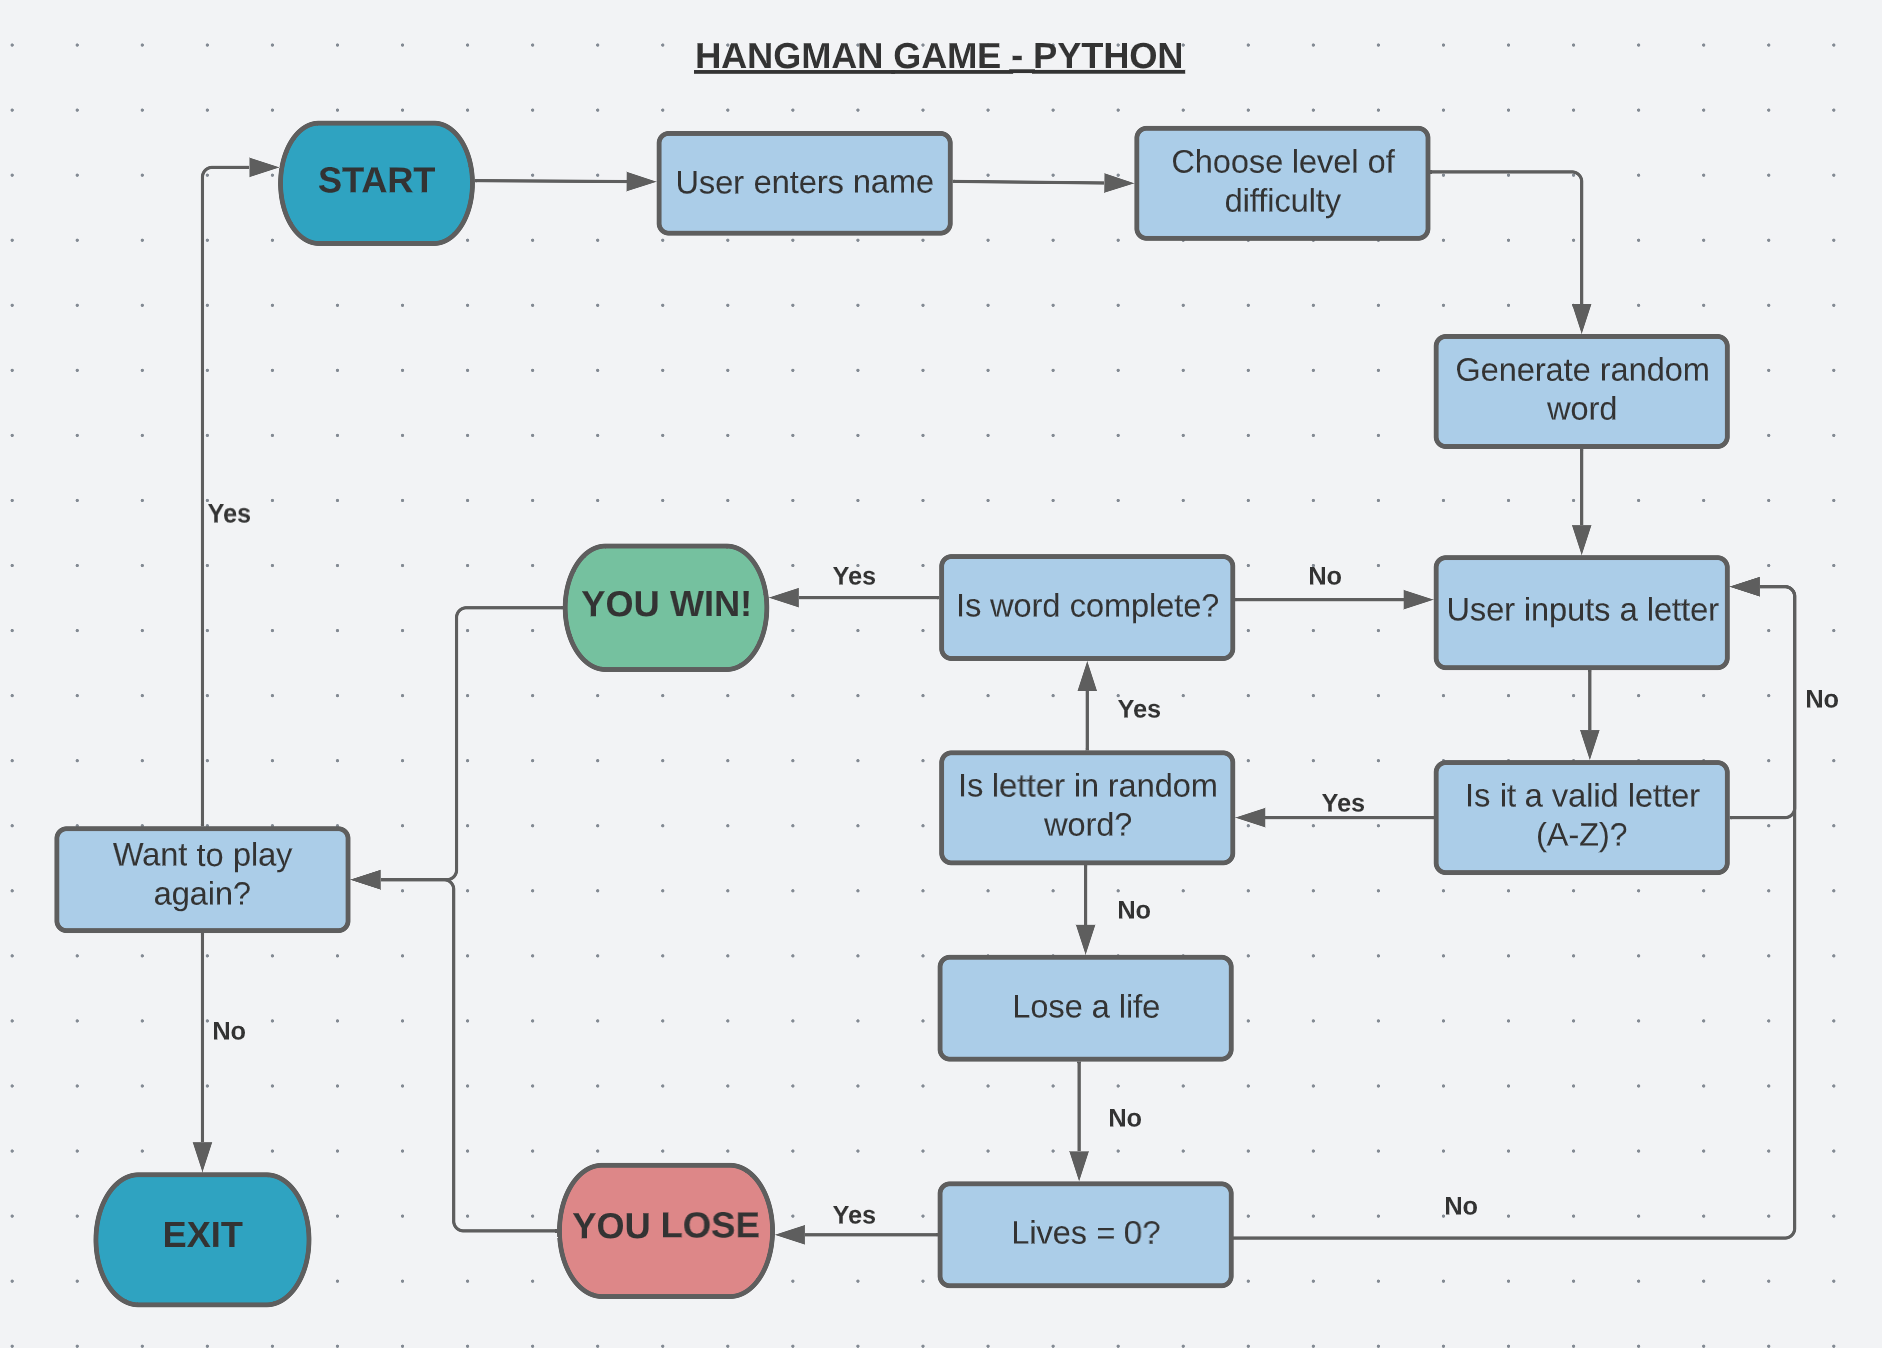 HANGMAN GAME - PYTHON
START
User enters name
Choose level of
difficulty
Generate random
word
Yes
YOU WIN!
Yes
Is word complete?
No
User inputs a letter
No
Yes
Is letter in random
word?
Yes
Is it a valid letter
(A-Z)?
Want to play
again?
No
Lose a life
No
No
EXIT
YOU LOSE
Yes
Lives = 0?
No